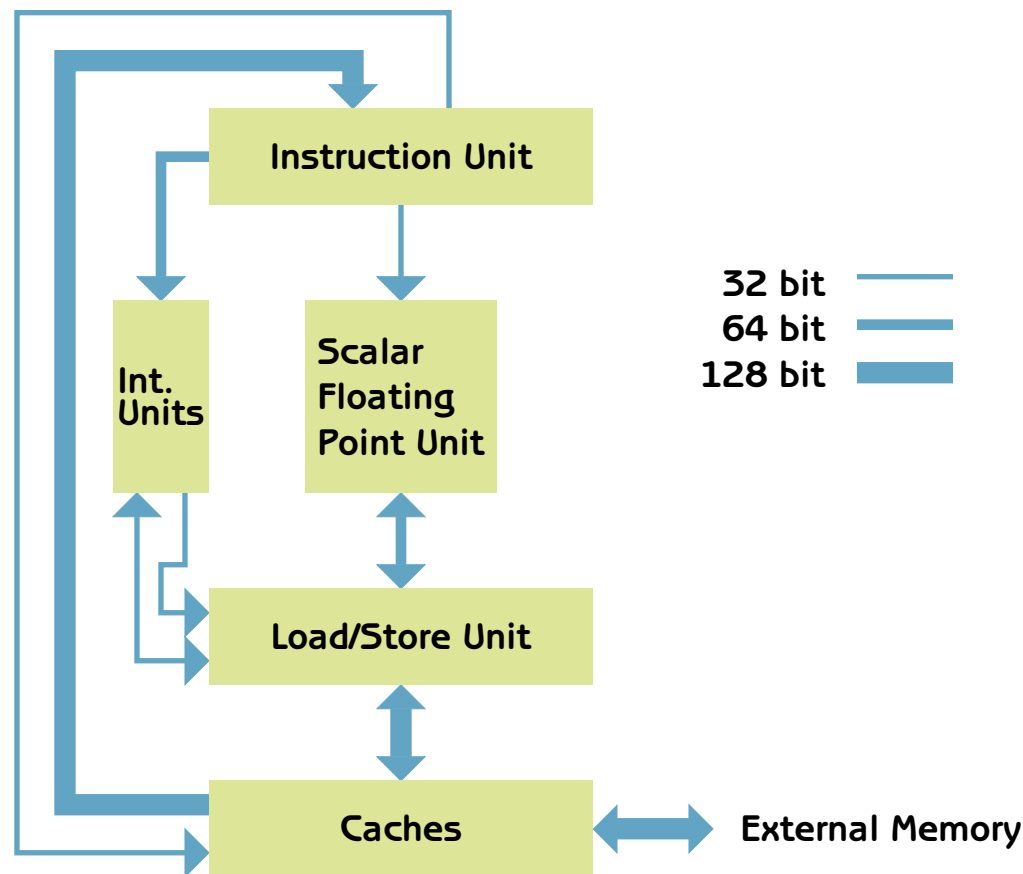 Instruction Unit
32 bit
64 bit
128 bit
Int.
Units
Scalar
Floating
Point Unit
Load/Store Unit
Caches
External Memory